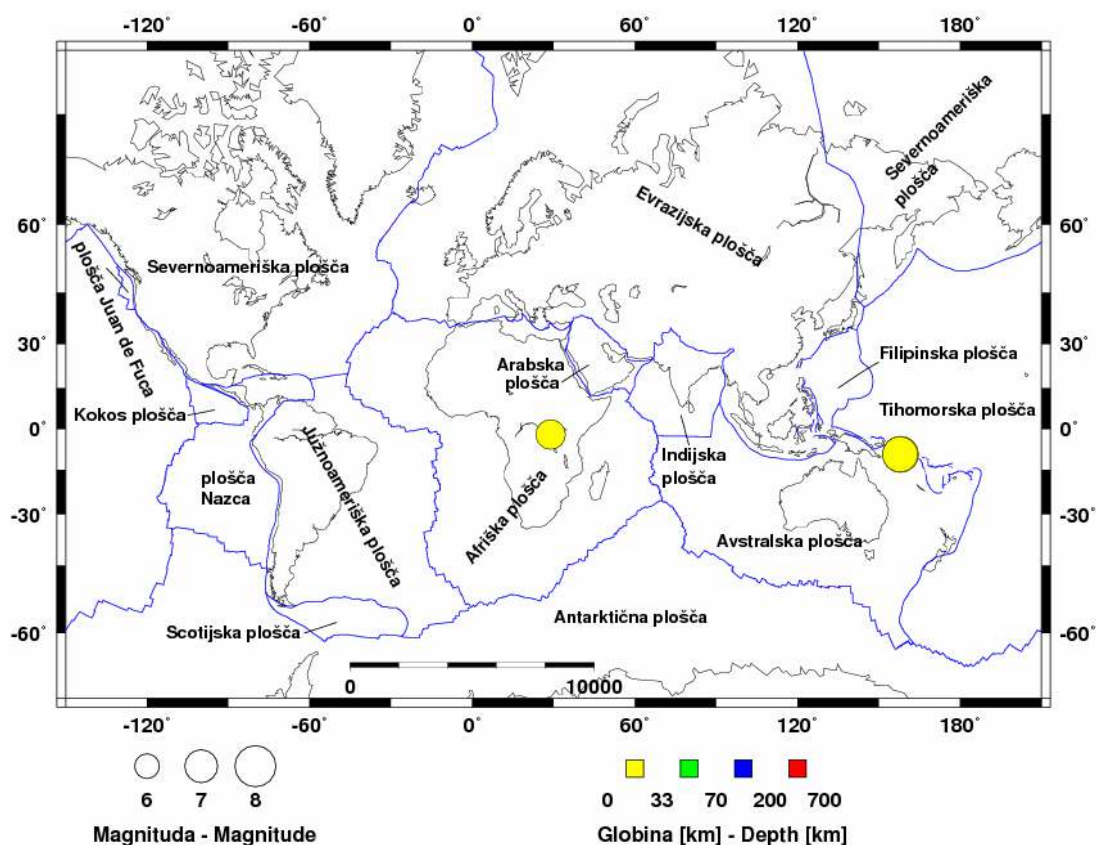 -120° -60° 0° 60° 120° 180°
60° 60°
30° 30°
0° 0°
-30° -30°
-60° -60°
Severnoameriška
plošča
Evrazijska plošča
Severnoameriška plošča
plošča Juan de Fuca
Arabska
plošča
Filipinska plošča
Kokos plošča
Tihomorska plošča
Južnoameriška plošča
Indijska
plošča
plošča
Nazca
Afriška plošča
Avstralska plošča
Antarktična plošča
Scotijska plošča
0 10000
-120° -60° 0° 60° 120° 180°
6 7 8
0 33 70 200 700
Magnituda - Magnitude
Globina [km] - Depth [km]